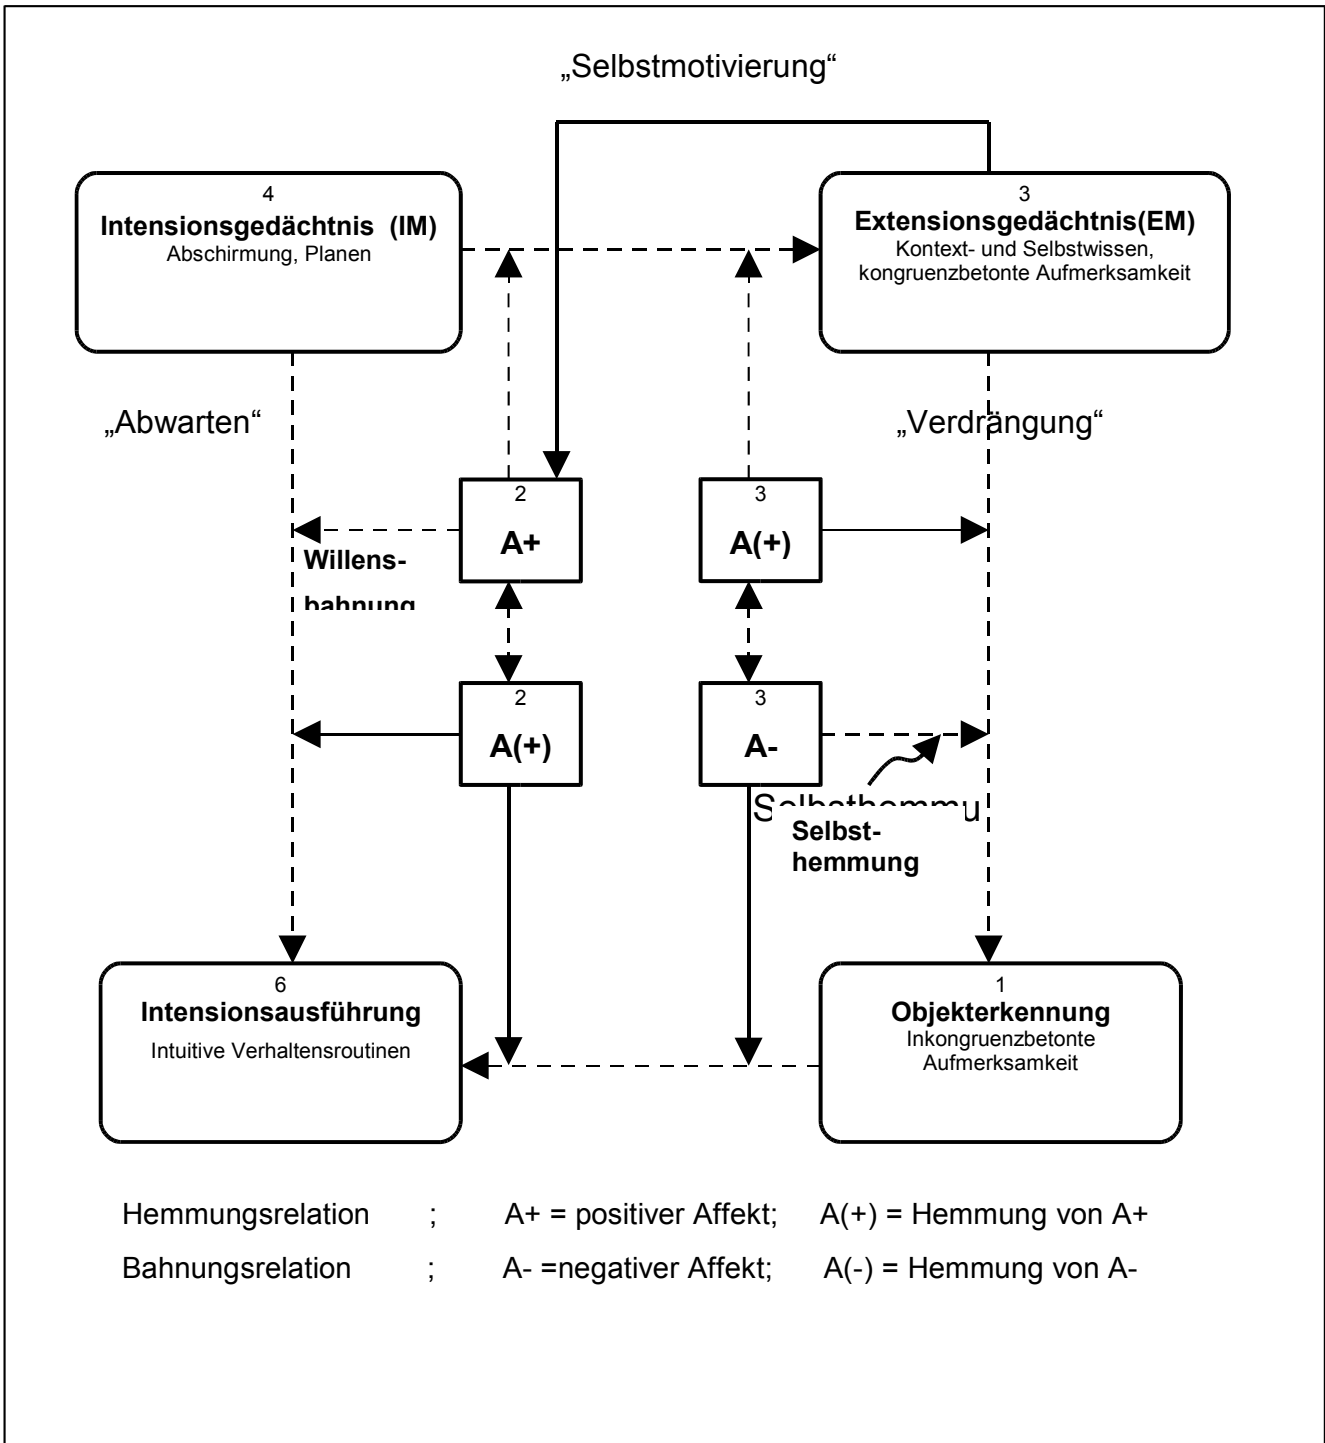 „Selbstmotivierung“
4
Intensionsgedächtnis (IM)
Abschirmung, Planen
3
Extensionsgedächtnis(EM)
Kontext- und Selbstwissen,
kongruenzbetonte Aufmerksamkeit
„Abwarten“
„Verdrängung“
2
A+
3
A(+)
Willens-
bahnung
2
A(+)
3
A-
Selbst-
hemmung
6
Intensionsausführung
Intuitive Verhaltensroutinen
1
Objekterkennung
Inkongruenzbetonte
Aufmerksamkeit
Hemmungsrelation ; A+ = positiver Affekt; A(+) = Hemmung von A+
Bahnungsrelation ; A- =negativer Affekt; A(-) = Hemmung von A-